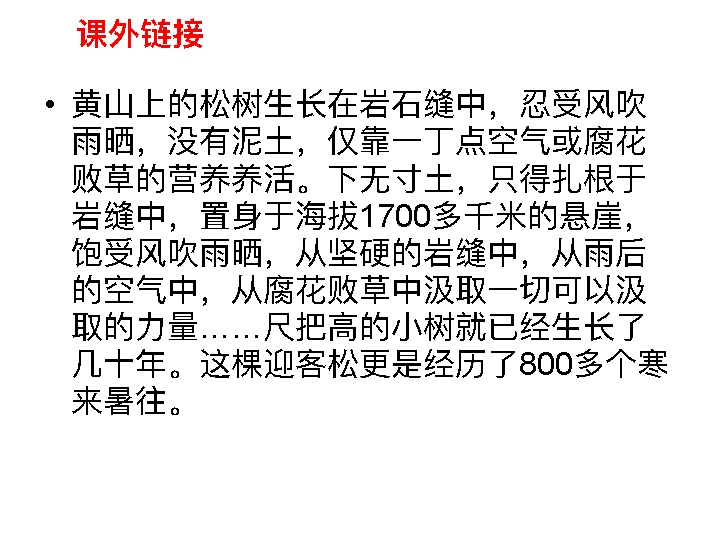 课外链接
• 黄山上的松树生长在岩石缝中，忍受风吹
雨晒，没有泥土，仅靠一丁点空气或腐花
败草的营养养活。下无寸土，只得扎根于
岩缝中，置身于海拔1700多千米的悬崖，
饱受风吹雨晒，从坚硬的岩缝中，从雨后
的空气中，从腐花败草中汲取一切可以汲
取的力量……尺把高的小树就已经生长了
几十年。这棵迎客松更是经历了800多个寒
来暑往。